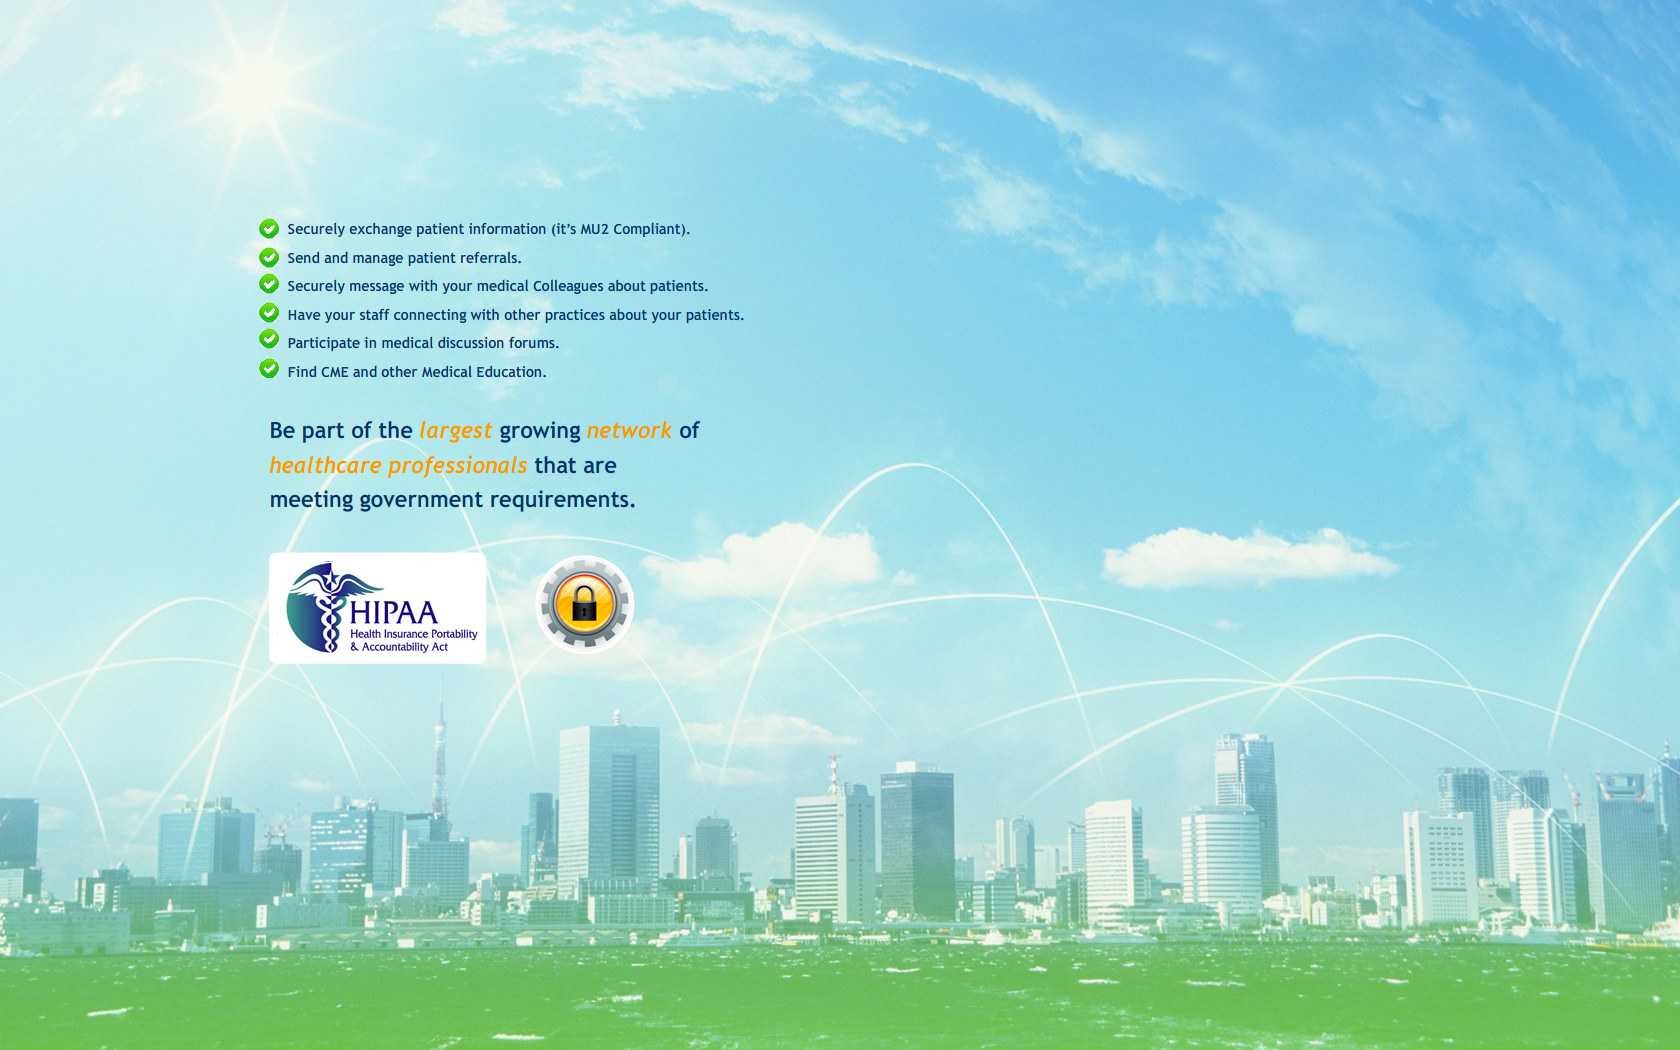 Securely exchange patient information (it's MU2 Compliant).
Send and manage patient referrals.
Securely message with your medical Colleagues about patients.
Have your staff connecting with other practices about your patients.
Participate in medical discussion forums.
Find CME and other Medical Education.
Be part of the largest growing network of
healthcare professionals that are
meeting government requirements.
HIPAA
Health Insurance Portability
& Accountability Act